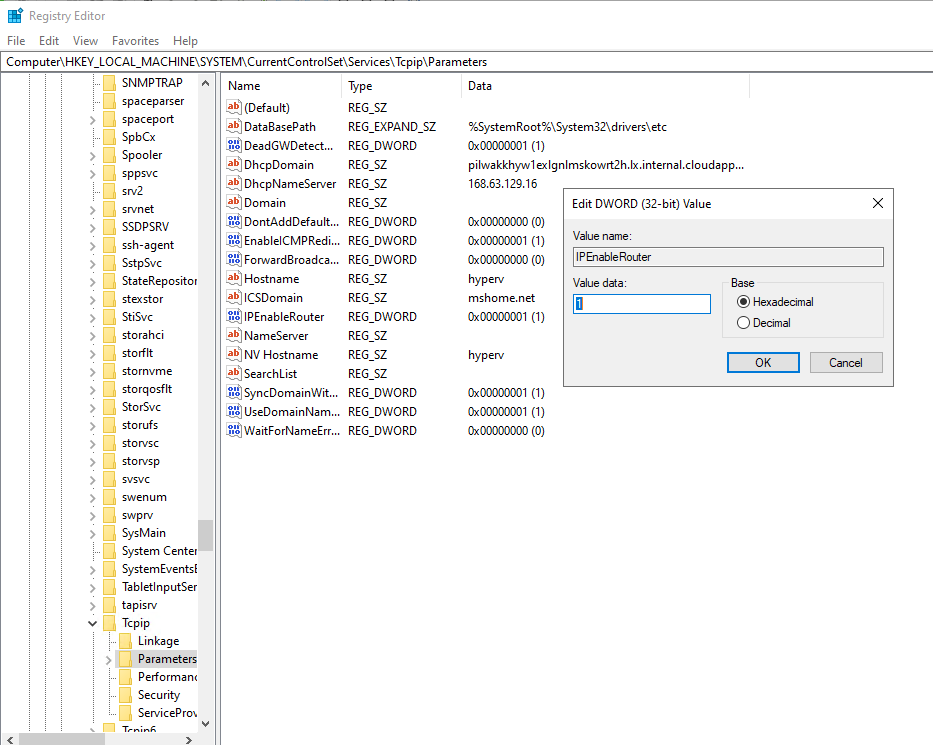 Registry Editor
File Edit View Favorites Help
Computer\HKEY_LOCAL_MACHINE\SYSTEM\CurrentControlSet\Services\Tcpip\Parameters
SNMPTRAP
spaceparser
spaceport
SpbCx
Spooler
sppsvc
srv2
srvnet
SSDPSRV
ssh-agent
SstpSvc
StateRepositor
stexstor
StiSvc
storahci
storflt
stornvme
storqosflt
StorSvc
storufs
storvsc
storvsp
svsvc
swenum
swprv
SysMain
System Center
SystemEventsE
TabletInputSer
tapisrv
Tcpip
Linkage
Parameters
Performanc
Security
ServiceProv
Tcpip6
Name Type Data
(Default) REG_SZ
DataBasePath REG_EXPAND_SZ %SystemRoot%\System32\drivers\etc
DeadGWDetect... REG_DWORD 0x00000001 (1)
DhcpDomain REG_SZ pilwakkhyw1exlgnlmskowrt2h.lx.internal.cloudapp...
DhcpNameServer REG_SZ 168.63.129.16
Domain REG_SZ
DontAddDefault... REG_DWORD 0x00000000 (0)
EnableICMPRedi... REG_DWORD 0x00000001 (1)
ForwardBroadca... REG_DWORD 0x00000000 (0)
Hostname REG_SZ hyperv
ICSDomain REG_SZ mshome.net
IPEnableRouter REG_DWORD 0x00000001 (1)
NameServer REG_SZ
NV Hostname REG_SZ hyperv
SearchList REG_SZ
SyncDomainWit... REG_DWORD 0x00000001 (1)
UseDomainNam... REG_DWORD 0x00000001 (1)
WaitForNameErr... REG_DWORD 0x00000000 (0)
Edit DWORD (32-bit) Value
Value name:
IPEnableRouter
Value data:
1
Base
Hexadecimal
Decimal
OK Cancel